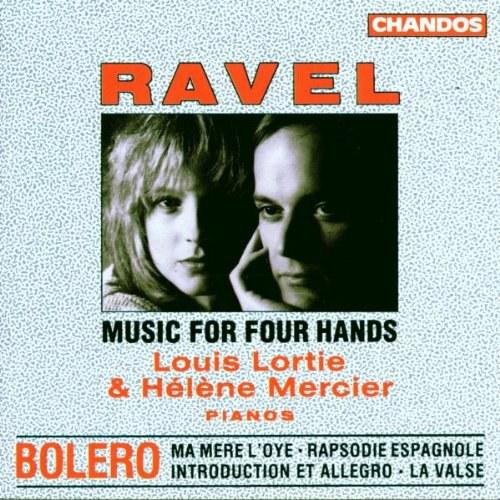 CHANDOS
RAVEL
MUSIC FOR FOUR HANDS
Louis Lortie
& Hélène Mercier
PIANOS
BOLERO
MA MERE L'OYE · RAPSODIE ESPAGNOLE
INTRODUCTION ET ALLEGRO · LA VALSE